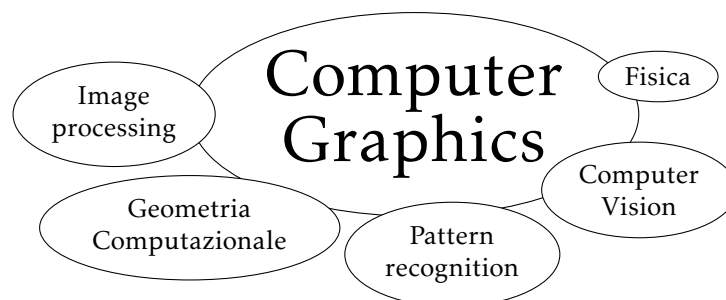 Computer
Graphics
Image
processing
Fisica
Computer
Vision
Geometria
Computazionale
Pattern
recognition